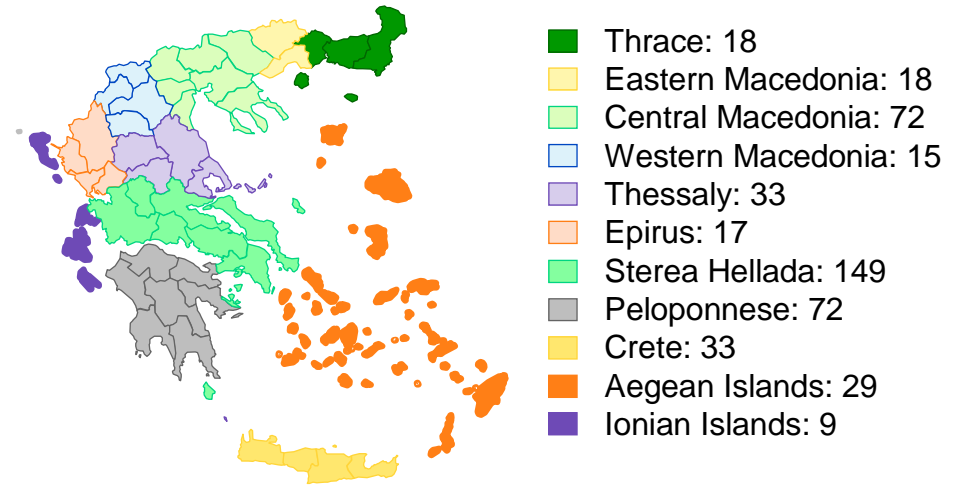 Thrace: 18
Eastern Macedonia: 18
Central Macedonia: 72
Western Macedonia: 15
Thessaly: 33
Epirus: 17
Sterea Hellada: 149
Peloponnese: 72
Crete: 33
Aegean Islands: 29
Ionian Islands: 9